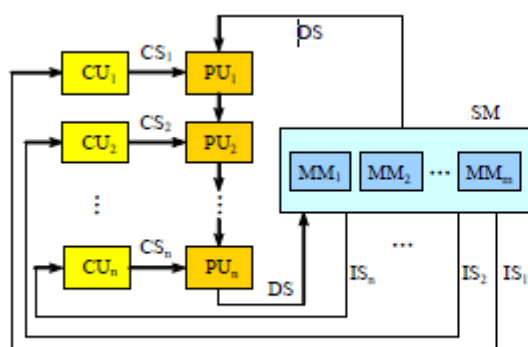 DS
CS₁
CU₁ PU₁
SM
CS₂
CU₂ PU₂
MM₁ MM₂ ... MMₘ
⋮ ...
CSₙ
CUₙ PUₙ
...
DS ISₙ IS₂ IS₁